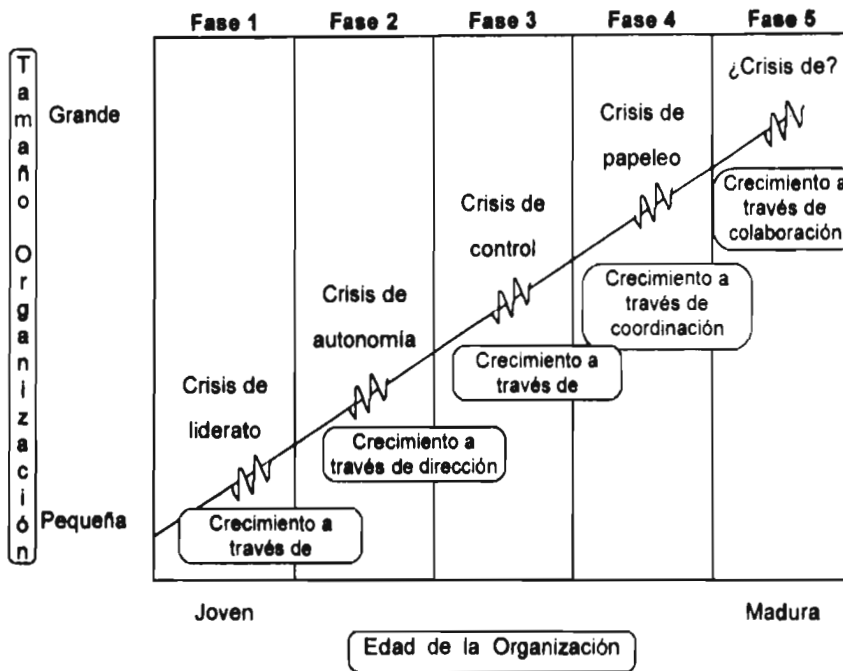 Fase 1
Fase 2
Fase 3
Fase 4
Fase 5
Tamaño Organización
Grande
Pequeña
¿Crisis de?
Crisis de
papeleo
Crisis de
control
Crisis de
autonomía
Crisis de
liderato
Crecimiento a
través de
colaboración
Crecimiento a
través de
coordinación
Crecimiento a
través de
Crecimiento a
través de dirección
Crecimiento a
través de
Joven
Madura
Edad de la Organización